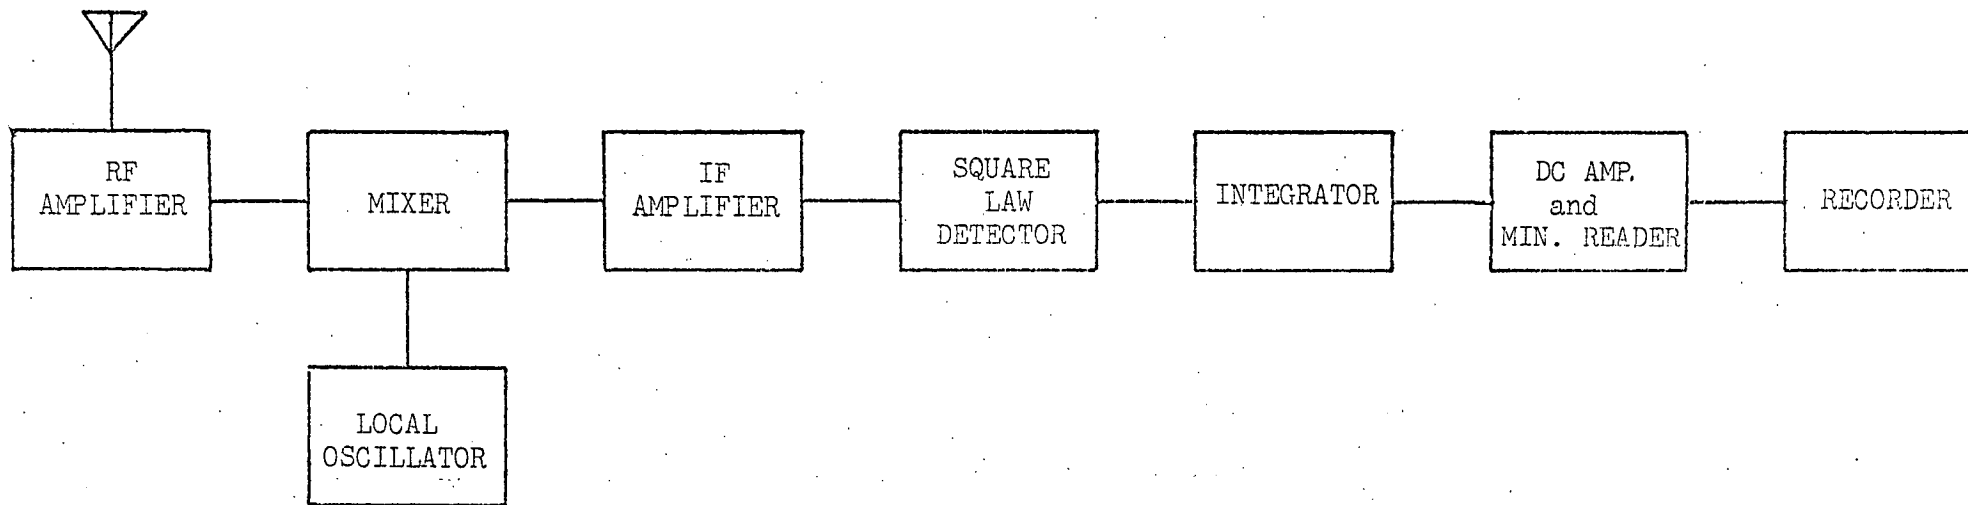 RF
AMPLIFIER
MIXER
IF
AMPLIFIER
SQUARE
LAW
DETECTOR
INTEGRATOR
DC AMP.
and
MIN. READER
RECORDER
LOCAL
OSCILLATOR